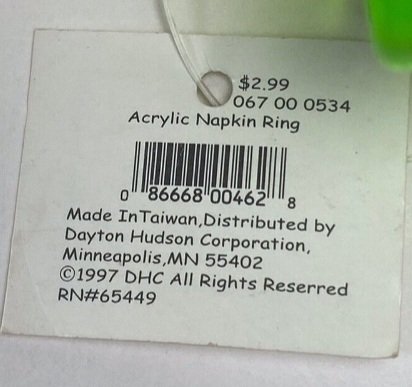 $2.99
067 00 0534
Acrylic Napkin Ring
0 86668 00462 8
Made InTaiwan,Distributed by
Dayton Hudson Corporation,
Minneapolis,MN 55402
©1997 DHC All Rights Reserred
RN#65449